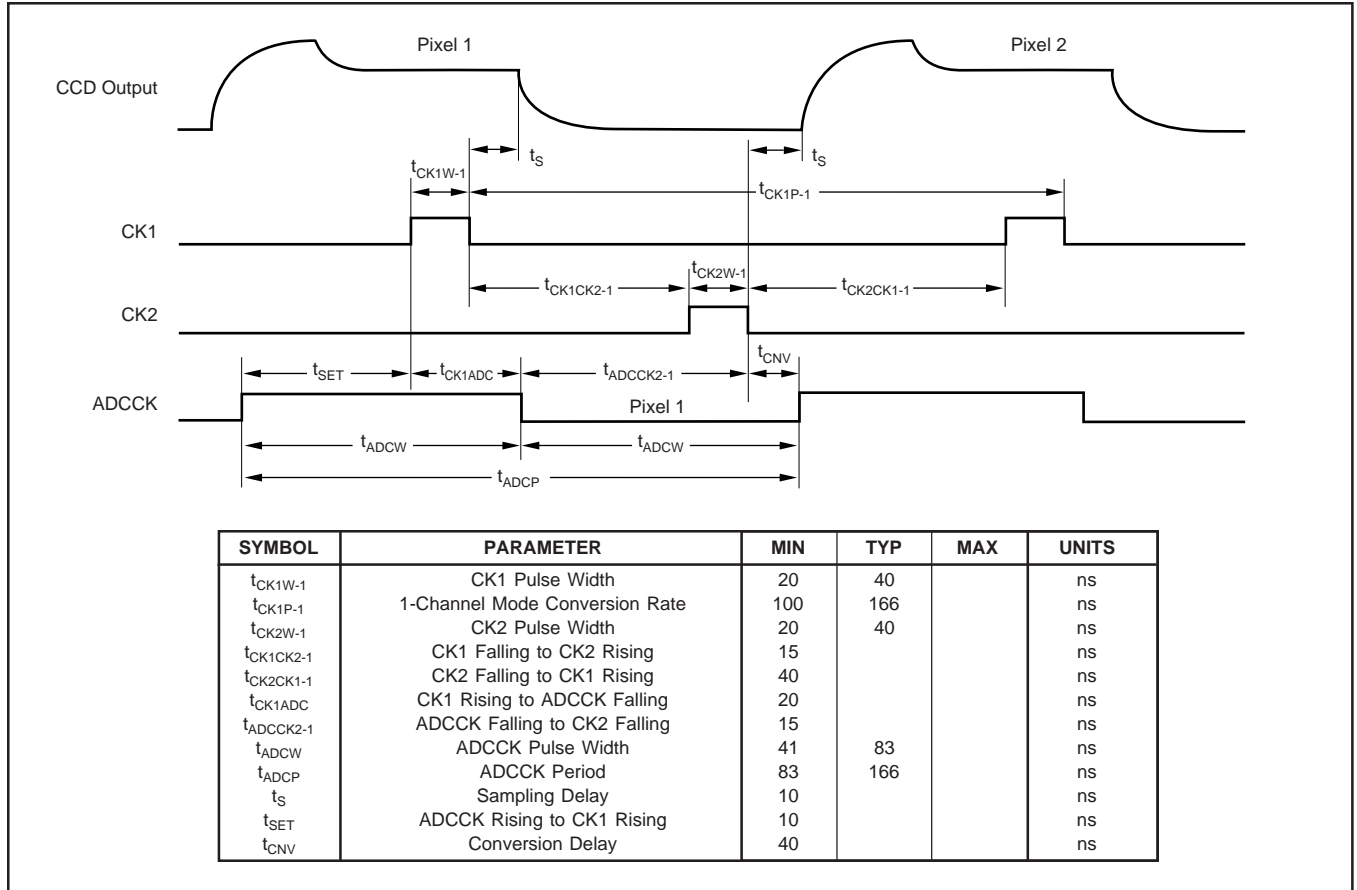 Pixel 1 Pixel 2
CCD Output
tS tS
tCK1W-1
tCK1P-1
CK1
tCK2W-1
tCK1CK2-1 tCK2CK1-1
CK2
tCNV
tSET tCK1ADC tADCCK2-1
ADCCK Pixel 1
tADCW tADCW
tADCP
SYMBOL PARAMETER MIN TYP MAX UNITS
tCK1W-1 CK1 Pulse Width 20 40 ns
tCK1P-1 1-Channel Mode Conversion Rate 100 166 ns
tCK2W-1 CK2 Pulse Width 20 40 ns
tCK1CK2-1 CK1 Falling to CK2 Rising 15 ns
tCK2CK1-1 CK2 Falling to CK1 Rising 40 ns
tCK1ADC CK1 Rising to ADCCK Falling 20 ns
tADCCK2-1 ADCCK Falling to CK2 Falling 15 ns
tADCW ADCCK Pulse Width 41 83 ns
tADCP ADCCK Period 83 166 ns
tS Sampling Delay 10 ns
tSET ADCCK Rising to CK1 Rising 10 ns
tCNV Conversion Delay 40 ns